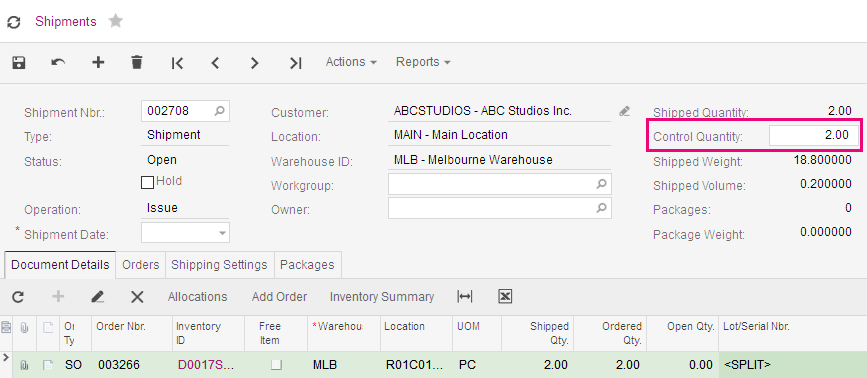 Shipments
Actions Reports
Shipment Nbr.: 002708 Customer: ABCSTUDIOS - ABC Studios Inc. Shipped Quantity: 2.00
Type: Shipment Location: MAIN - Main Location Control Quantity: 2.00
Status: Open Warehouse ID: MLB - Melbourne Warehouse Shipped Weight: 18.800000
Hold Workgroup: Shipped Volume: 0.200000
Operation: Issue Owner: Packages: 0
* Shipment Date: Package Weight: 0.000000
Document Details Orders Shipping Settings Packages
Allocations Add Order Inventory Summary
Or Ty Order Nbr. Inventory ID Free Item *Warehou Location UOM Shipped Qty. Ordered Qty. Open Qty. Lot/Serial Nbr.
SO 003266 D0017S... MLB R01C01... PC 2.00 2.00 0.00 <SPLIT>